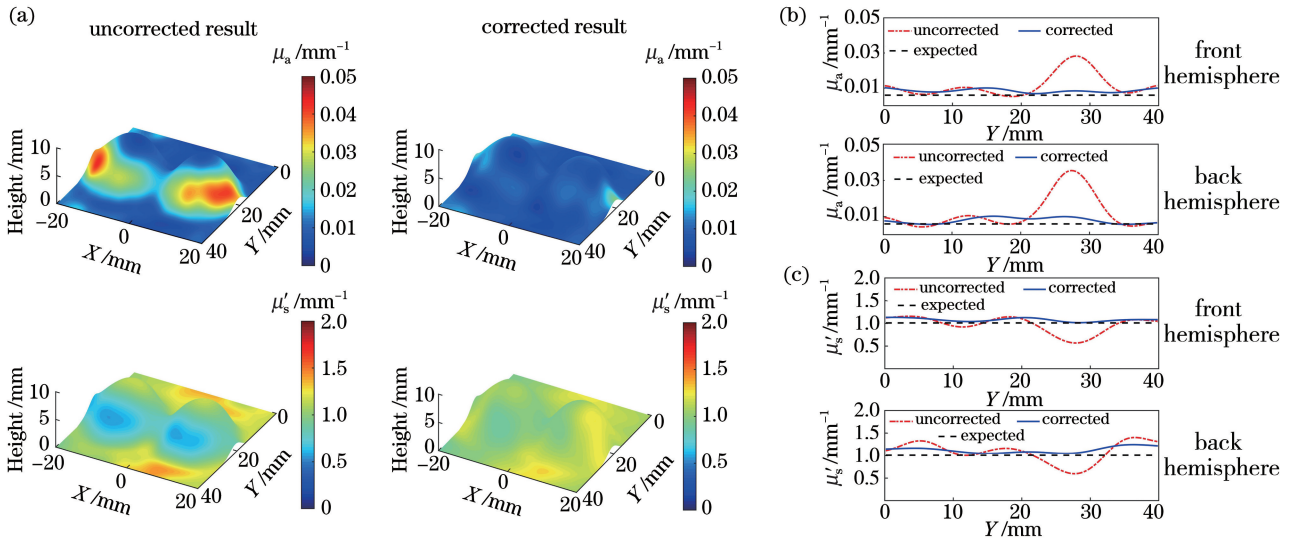 (a)
uncorrected result
corrected result
μa /mm−1
0.05
0.04
0.03
0.02
0.01
0
Height /mm
10
5
0
−20
0
20
X /mm
40
20
0
Y /mm
μa /mm−1
0.05
0.04
0.03
0.02
0.01
0
Height /mm
10
5
0
−20
0
20
X /mm
40
20
0
Y /mm
μ′s /mm−1
2.0
1.5
1.0
0.5
0
Height /mm
10
5
0
−20
0
20
X /mm
40
20
0
Y /mm
μ′s /mm−1
2.0
1.5
1.0
0.5
0
Height /mm
10
5
0
−20
0
20
X /mm
40
20
0
Y /mm
(b)
0.05
0.03
0.01
μa /mm−1
uncorrected corrected
expected
0 10 20 30 40
Y /mm
front
hemisphere
0.05
0.03
0.01
μa /mm−1
uncorrected corrected
expected
0 10 20 30 40
Y /mm
back
hemisphere
(c)
2.0
1.5
1.0
0.5
μ′s /mm−1
uncorrected corrected
expected
0 10 20 30 40
Y /mm
front
hemisphere
2.0
1.5
1.0
0.5
μ′s /mm−1
uncorrected corrected
expected
0 10 20 30 40
Y /mm
back
hemisphere